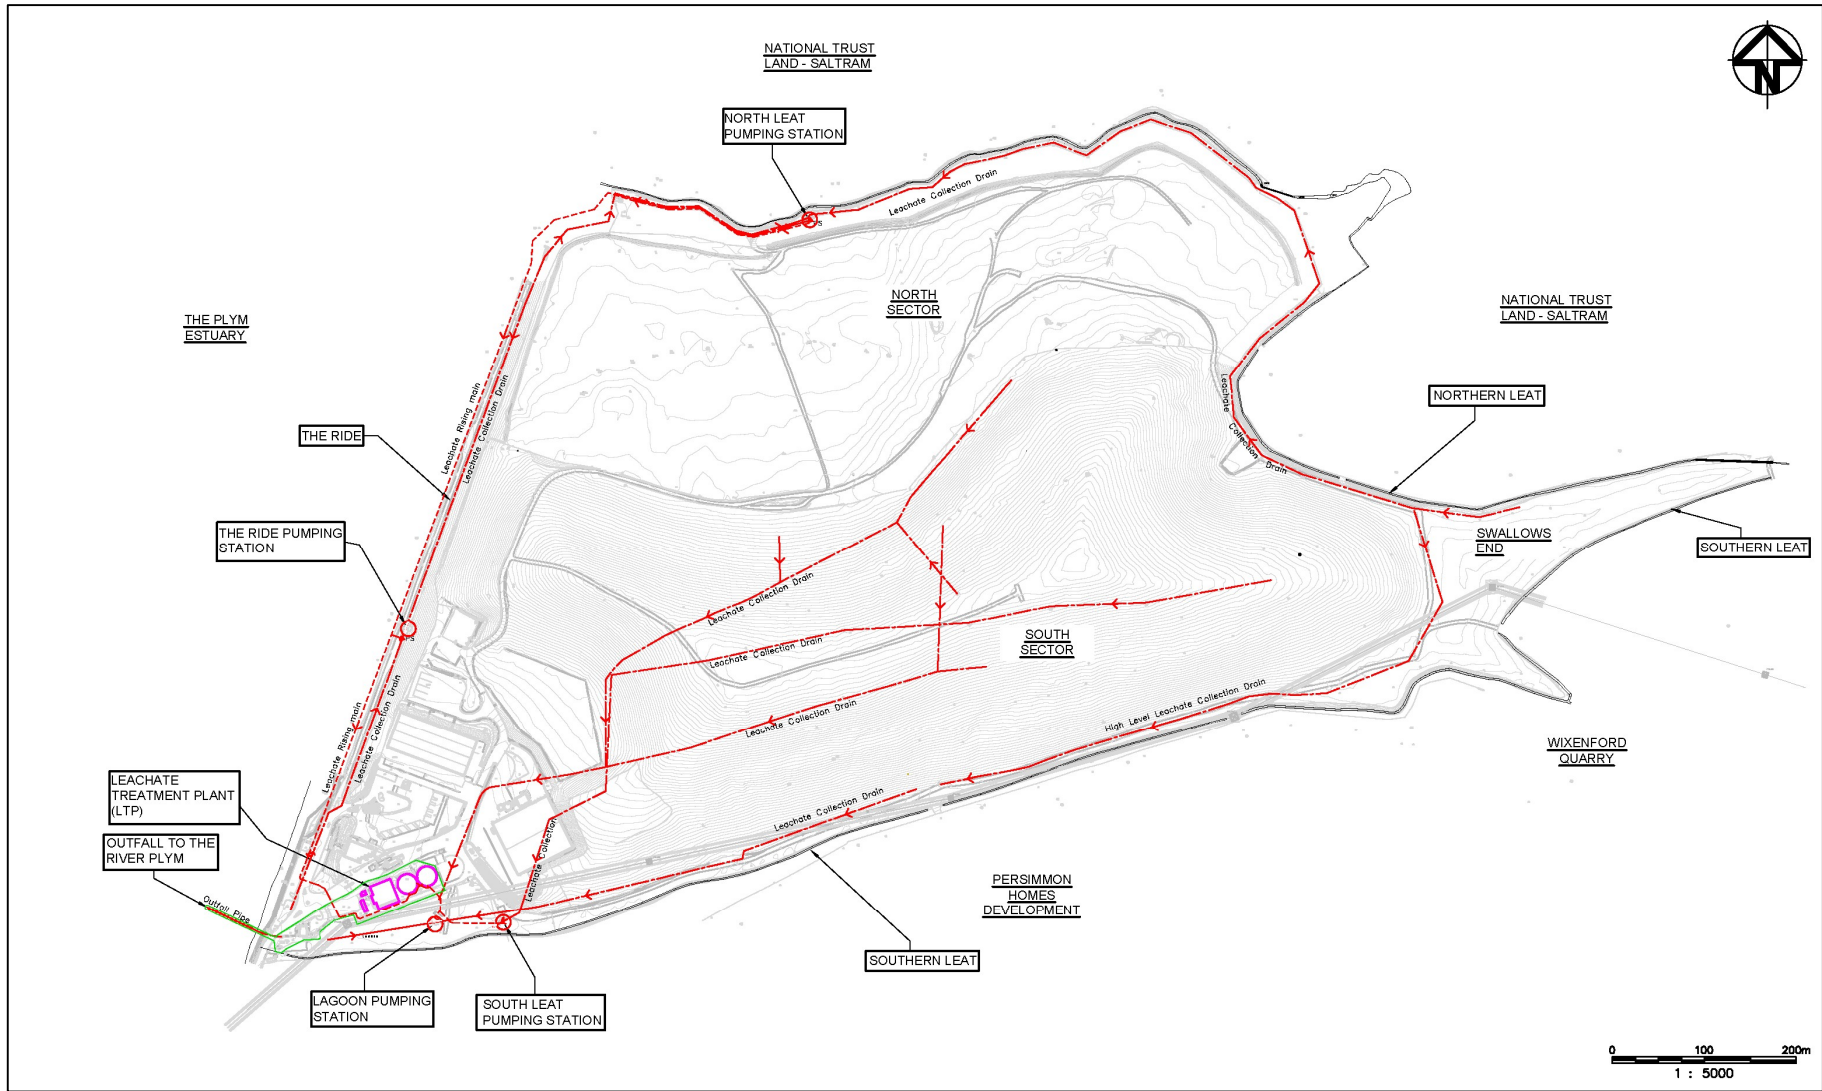 NATIONAL TRUST
LAND - SALTRAM
N
NORTH LEAT
PUMPING STATION
PS
Leachate Collection Drain
NORTH
SECTOR
NATIONAL TRUST
LAND - SALTRAM
THE PLYM
ESTUARY
Leachate Rising main
Leachate Collection Drain
Leachate Collection Drain
NORTHERN LEAT
THE RIDE
THE RIDE PUMPING
STATION
PS
SWALLOWS
END
SOUTHERN LEAT
Leachate Collection Drain
Leachate Collection Drain
SOUTH
SECTOR
Leachate Collection Drain
High Level Leachate Collection Drain
Leachate Rising main
Leachate Collection Drain
WIXENFORD
QUARRY
LEACHATE
TREATMENT PLANT
(LTP)
Leachate Collection Drain
Leachate Collection
OUTFALL TO THE
RIVER PLYM
Outfall Pipe
PERSIMMON
HOMES
DEVELOPMENT
SOUTHERN LEAT
LAGOON PUMPING
STATION
SOUTH LEAT
PUMPING STATION
0 100 200m
1 : 5000